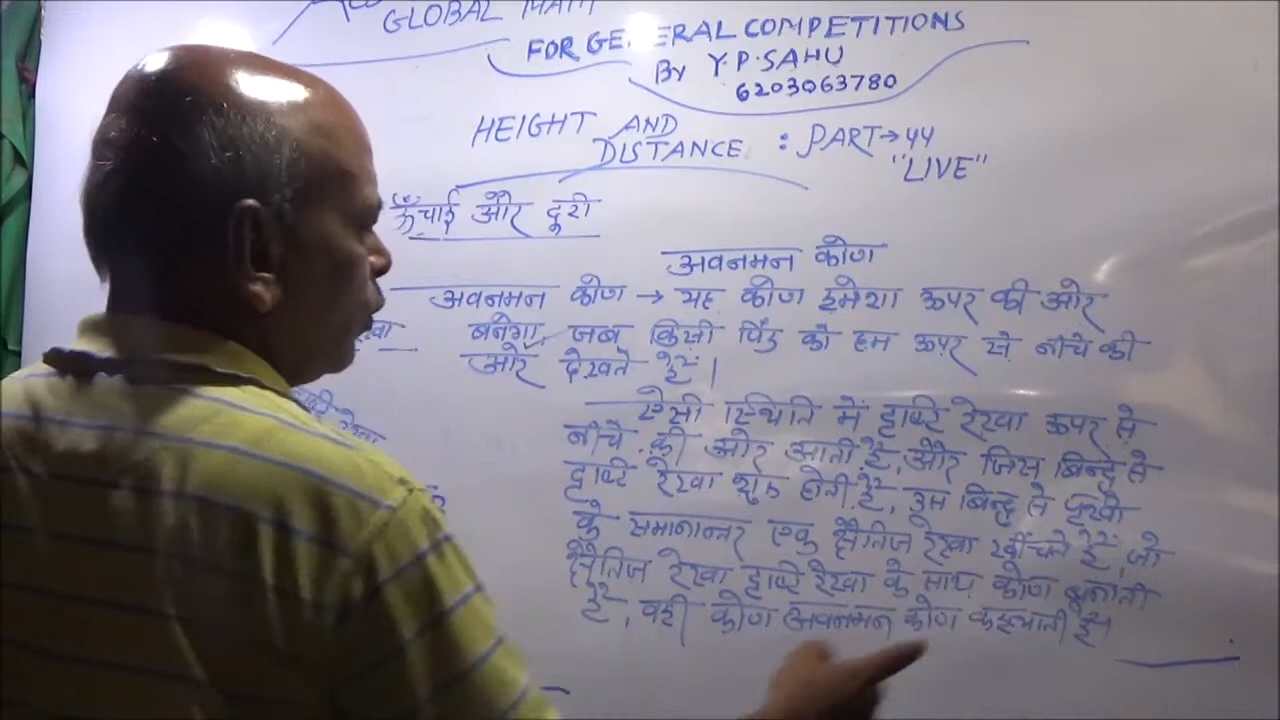 GLOBAL MATH
FOR GENERAL COMPETITIONS
BY Y.P.SAHU
6203063780
HEIGHT AND
DISTANCE : PART→44
"LIVE"
ऊँचाई और दूरी
अवनमन कोण
अवनमन कोण → यह कोण हमेशा ऊपर की ओर
बनेगा, जब किसी पिंड को हम ऊपर से नीचे की
ओर देखते हैं।
ऐसी स्थिति में दृष्टि रेखा ऊपर से
नीचे की ओर आती है, और जिस बिन्दु से
दृष्टि रेखा शुरू होती है, उस बिन्दु से पृथ्वी
के समानान्तर एक क्षैतिज रेखा खींचते हैं, जो
क्षैतिज रेखा दृष्टि रेखा के साथ कोण बनाती
है, वही कोण अवनमन कोण कहलाती है।